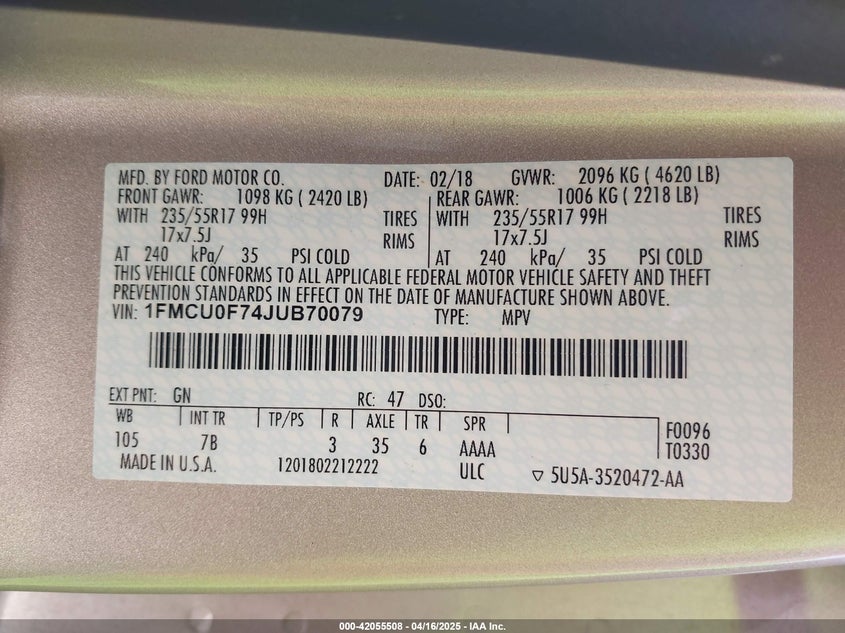 MFD. BY FORD MOTOR CO. DATE: 02/18 GVWR: 2096 KG ( 4620 LB)
FRONT GAWR: 1098 KG ( 2420 LB) REAR GAWR: 1006 KG ( 2218 LB)
WITH 235/55R17 99H TIRES WITH 235/55R17 99H TIRES
17x7.5J RIMS 17x7.5J RIMS
AT 240 kPa/ 35 PSI COLD AT 240 kPa/ 35 PSI COLD
THIS VEHICLE CONFORMS TO ALL APPLICABLE FEDERAL MOTOR VEHICLE SAFETY AND THEFT
PREVENTION STANDARDS IN EFFECT ON THE DATE OF MANUFACTURE SHOWN ABOVE.
VIN: 1FMCU0F74JUB70079 TYPE: MPV
EXT PNT: GN RC: 47 DSO:
WB INT TR TP/PS R AXLE TR SPR
105 7B 3 35 6 AAAA
F0096
T0330
MADE IN U.S.A. 1201802212222 ULC ▽ 5U5A-3520472-AA
000-42055508 - 04/16/2025 - IAA Inc.